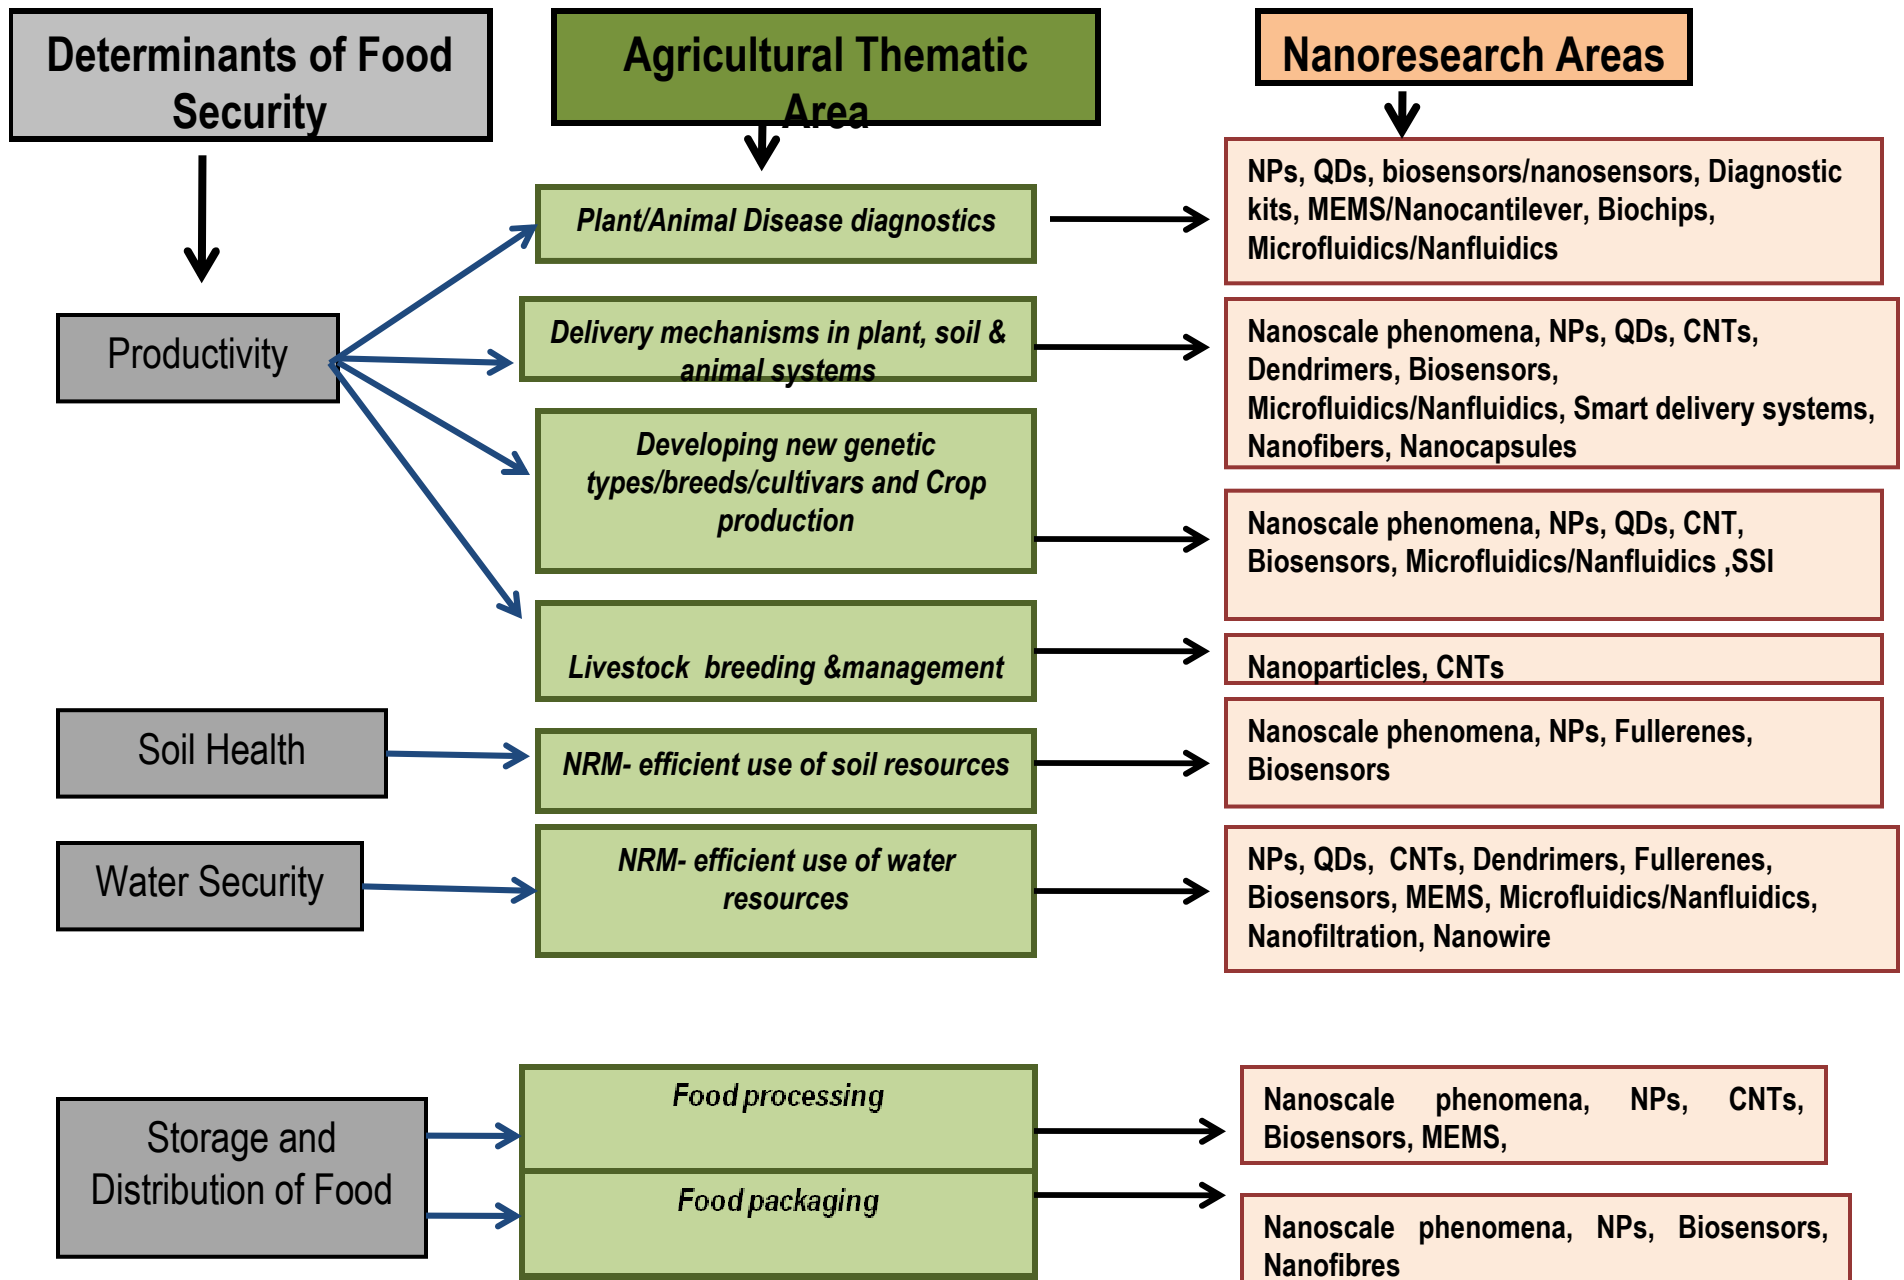 Determinants of Food
Security
Agricultural Thematic
Area
Nanoresearch Areas
Productivity
Plant/Animal Disease diagnostics
NPs, QDs, biosensors/nanosensors, Diagnostic
kits, MEMS/Nanocantilever, Biochips,
Microfluidics/Nanfluidics
Delivery mechanisms in plant, soil &
animal systems
Nanoscale phenomena, NPs, QDs, CNTs,
Dendrimers, Biosensors,
Microfluidics/Nanfluidics, Smart delivery systems,
Nanofibers, Nanocapsules
Developing new genetic
types/breeds/cultivars and Crop
production
Nanoscale phenomena, NPs, QDs, CNT,
Biosensors, Microfluidics/Nanfluidics ,SSI
Livestock breeding &management
Nanoparticles, CNTs
Soil Health
NRM- efficient use of soil resources
Nanoscale phenomena, NPs, Fullerenes,
Biosensors
Water Security
NRM- efficient use of water
resources
NPs, QDs, CNTs, Dendrimers, Fullerenes,
Biosensors, MEMS, Microfluidics/Nanfluidics,
Nanofiltration, Nanowire
Storage and
Distribution of Food
Food processing
Nanoscale phenomena, NPs, CNTs,
Biosensors, MEMS,
Food packaging
Nanoscale phenomena, NPs, Biosensors,
Nanofibres